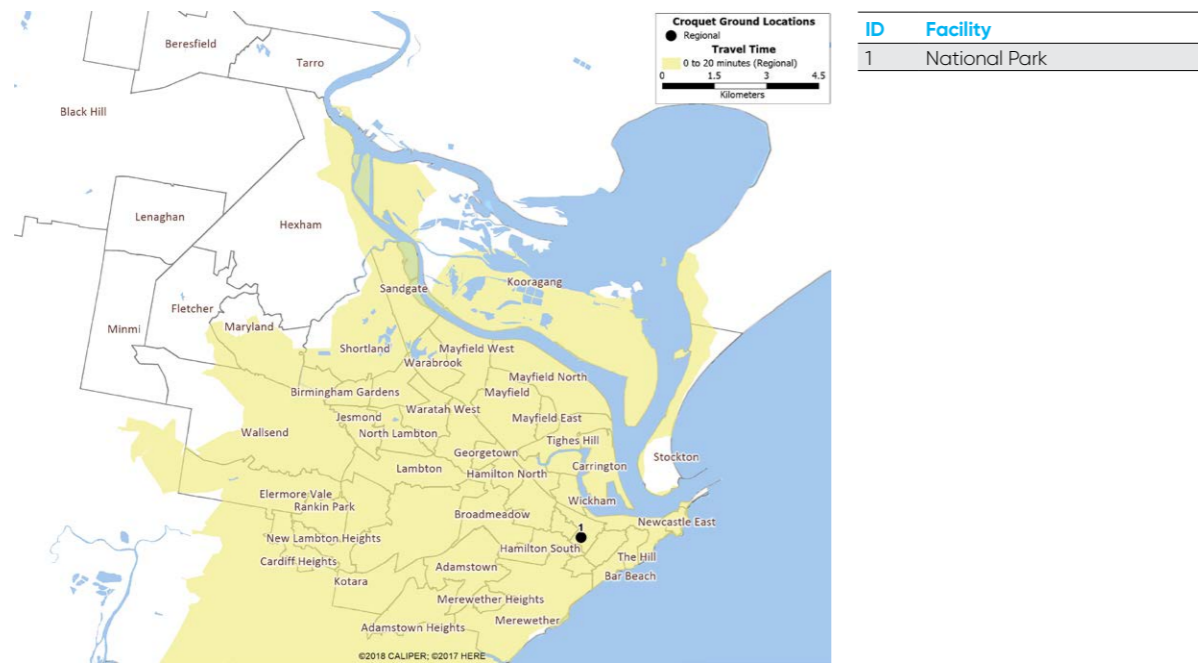 Croquet Ground Locations
Regional
Travel Time
0 to 20 minutes (Regional)
0 1.5 3 4.5
Kilometers
ID Facility
1 National Park
Beresfield
Tarro
Black Hill
Lenaghan
Hexham
Kooragang
Sandgate
Fletcher
Minmi
Maryland
Shortland
Mayfield West
Warabrook
Mayfield North
Birmingham Gardens
Mayfield
Waratah West
Jesmond
Mayfield East
Wallsend
North Lambton
Tighes Hill
Georgetown
Stockton
Lambton
Hamilton North
Carrington
Elermore Vale
Rankin Park
Wickham
Broadmeadow
Newcastle East
1
New Lambton Heights
Hamilton South
The Hill
Cardiff Heights
Adamstown
Bar Beach
Kotara
Merewether Heights
Merewether
Adamstown Heights
©2018 CALIPER; ©2017 HERE